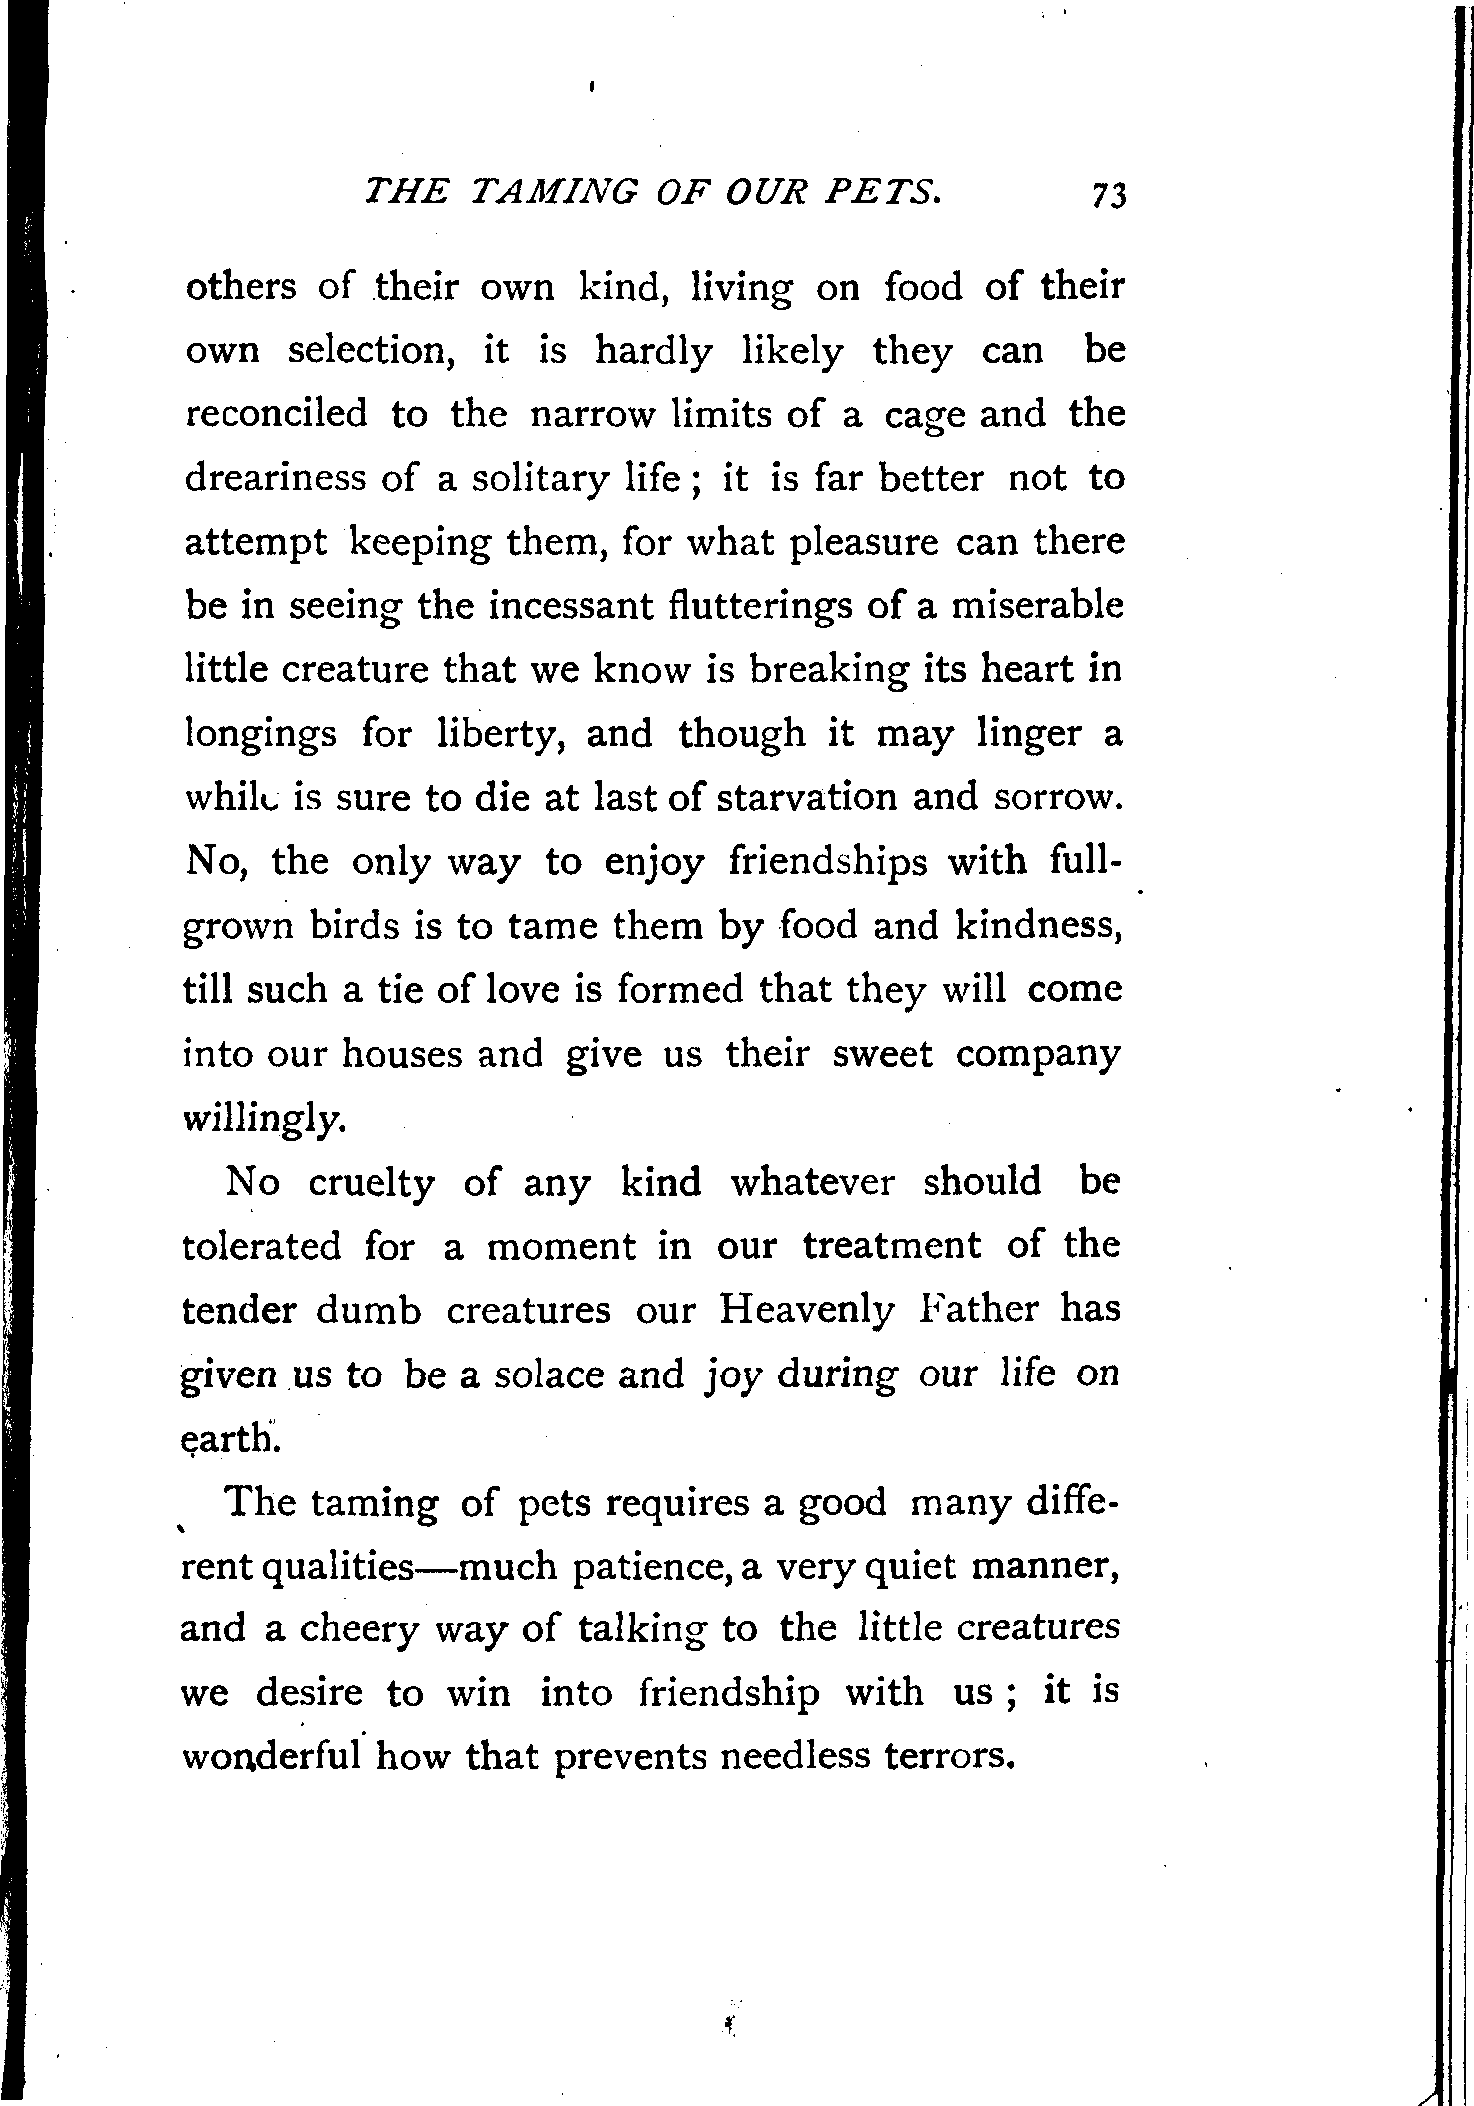 THE TAMING OF OUR PETS. 73
others of their own kind, living on food of their
own selection, it is hardly likely they can be
reconciled to the narrow limits of a cage and the
dreariness of a solitary life ; it is far better not to
attempt keeping them, for what pleasure can there
be in seeing the incessant flutterings of a miserable
little creature that we know is breaking its heart in
longings for liberty, and though it may linger a
while is sure to die at last of starvation and sorrow.
No, the only way to enjoy friendships with full-
grown birds is to tame them by food and kindness,
till such a tie of love is formed that they will come
into our houses and give us their sweet company
willingly.
No cruelty of any kind whatever should be
tolerated for a moment in our treatment of the
tender dumb creatures our Heavenly Father has
given us to be a solace and joy during our life on
earth.
The taming of pets requires a good many diffe-
rent qualities—much patience, a very quiet manner,
and a cheery way of talking to the little creatures
we desire to win into friendship with us ; it is
wonderful how that prevents needless terrors.